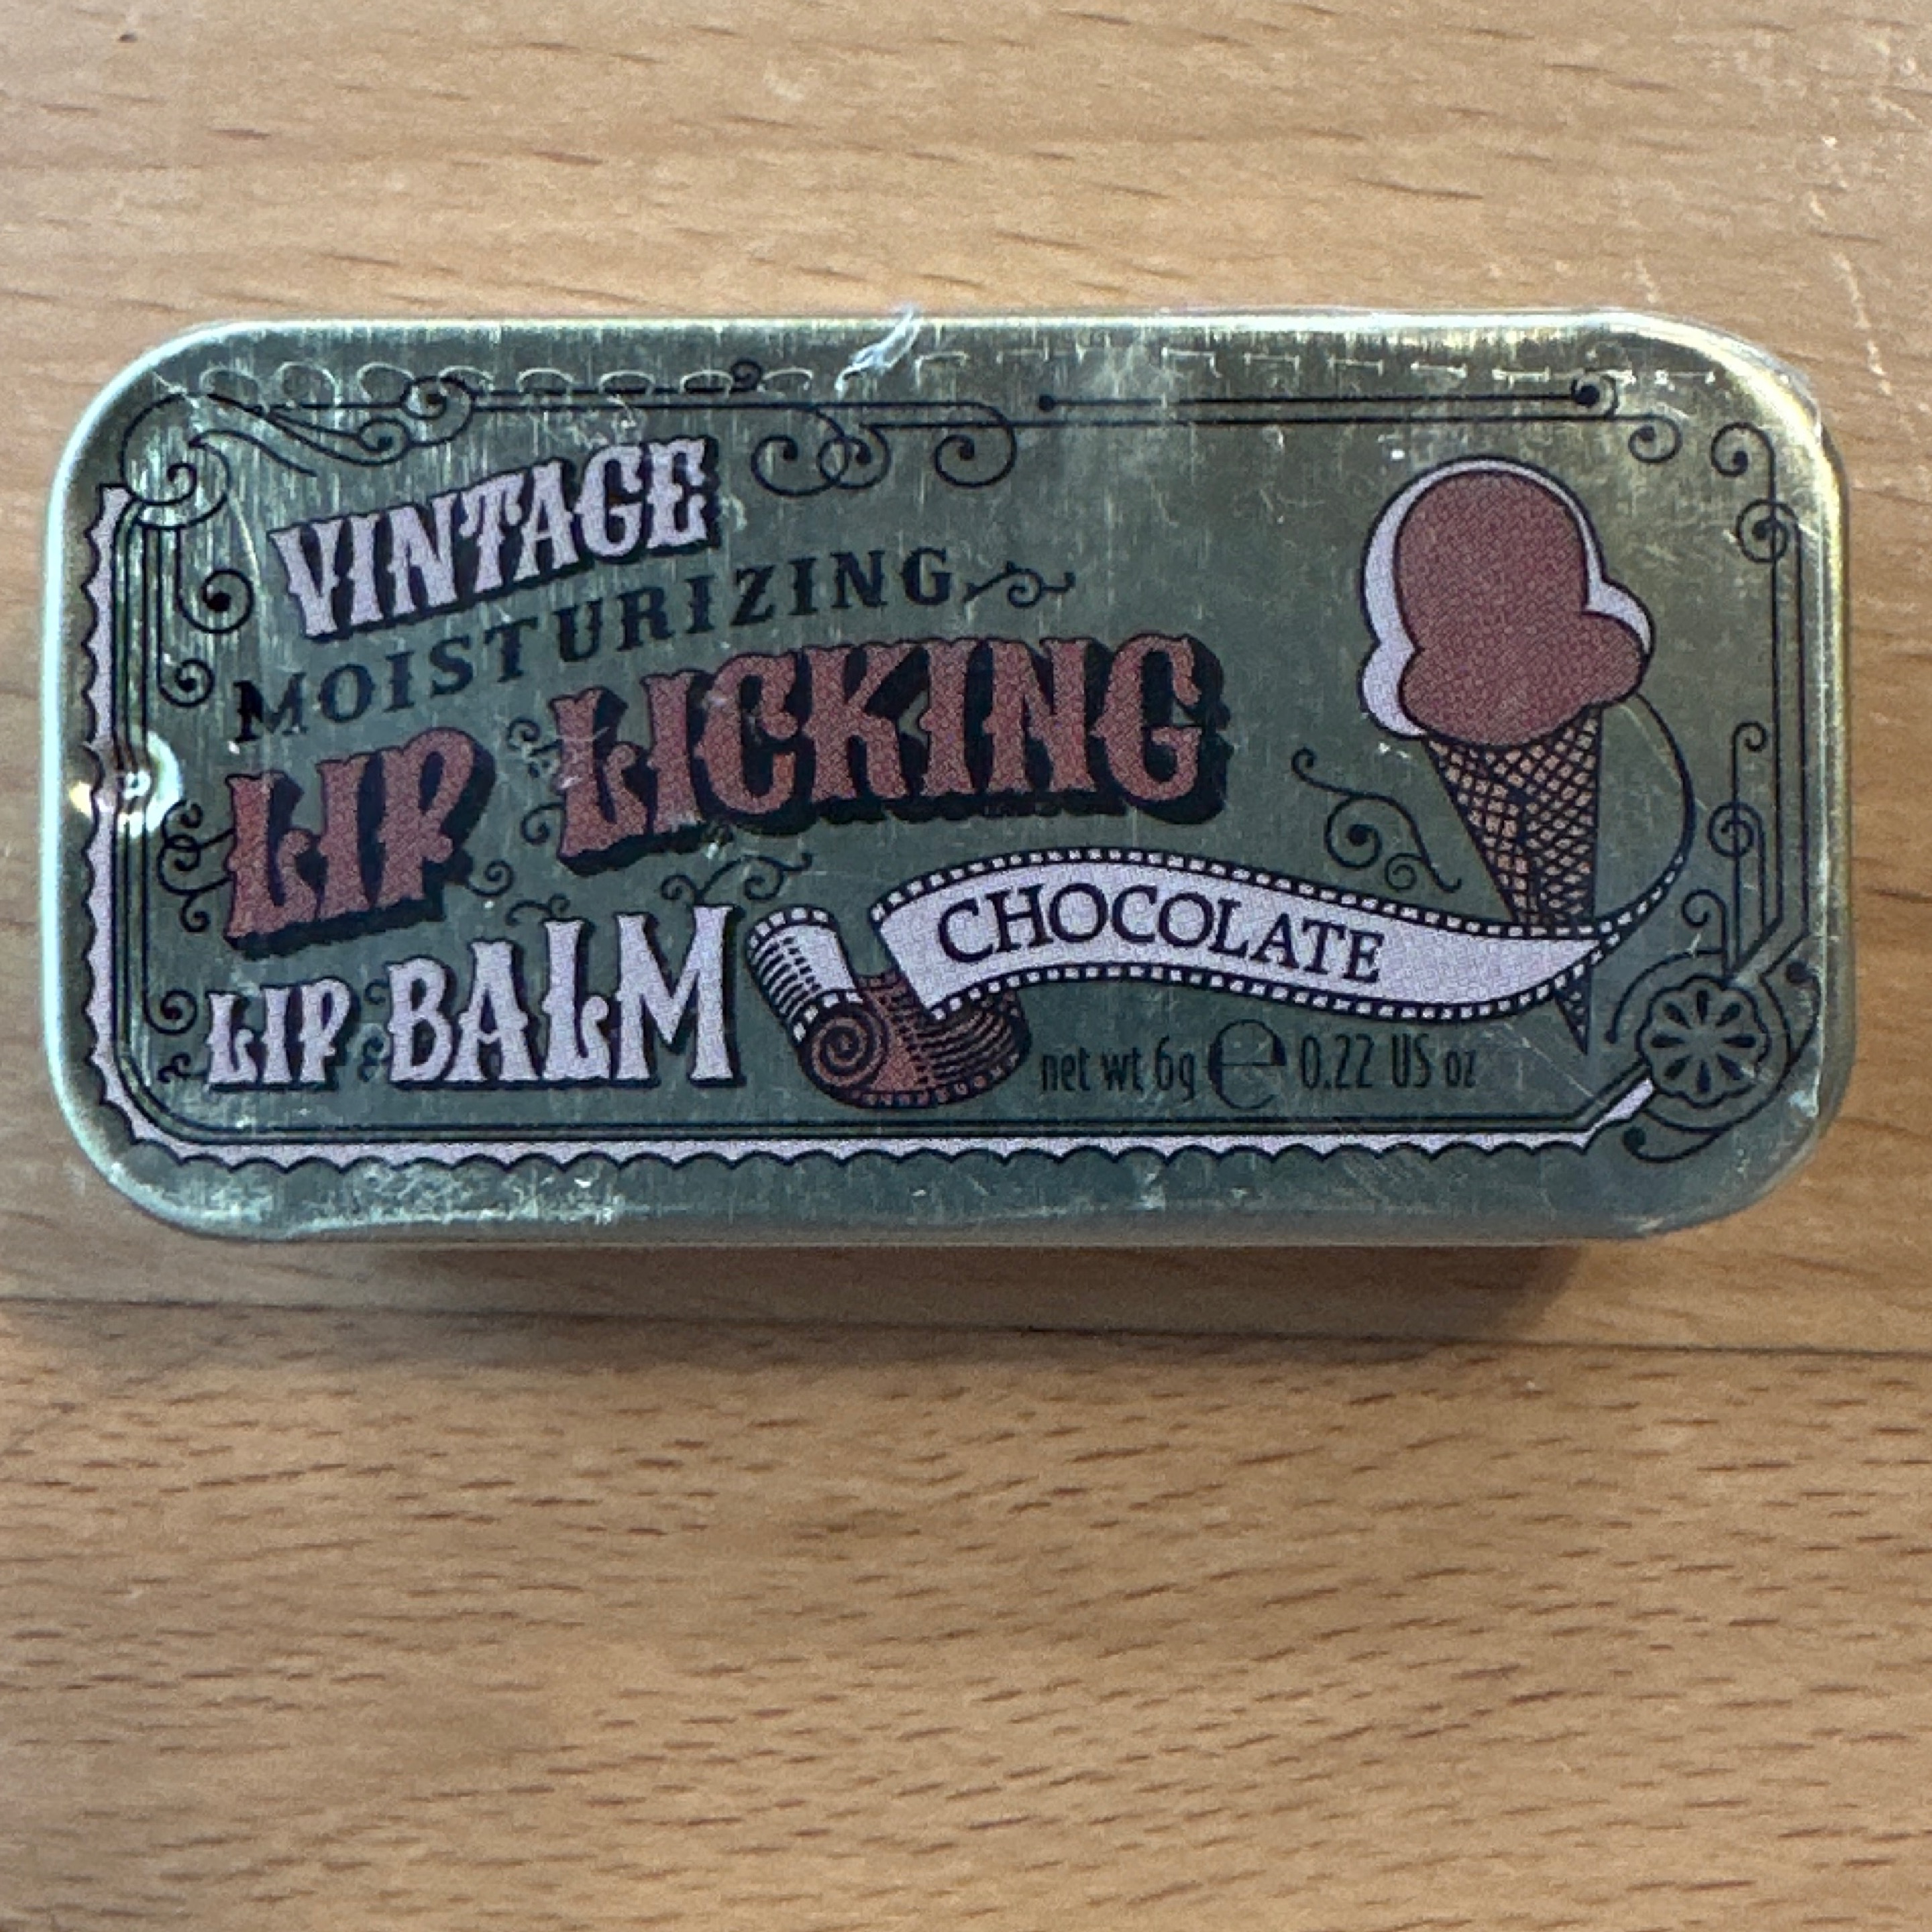 VINTAGE
MOISTURIZING
LIP LICKING
LIP BALM
CHOCOLATE
net wt 6g ℮ 0.22 US oz